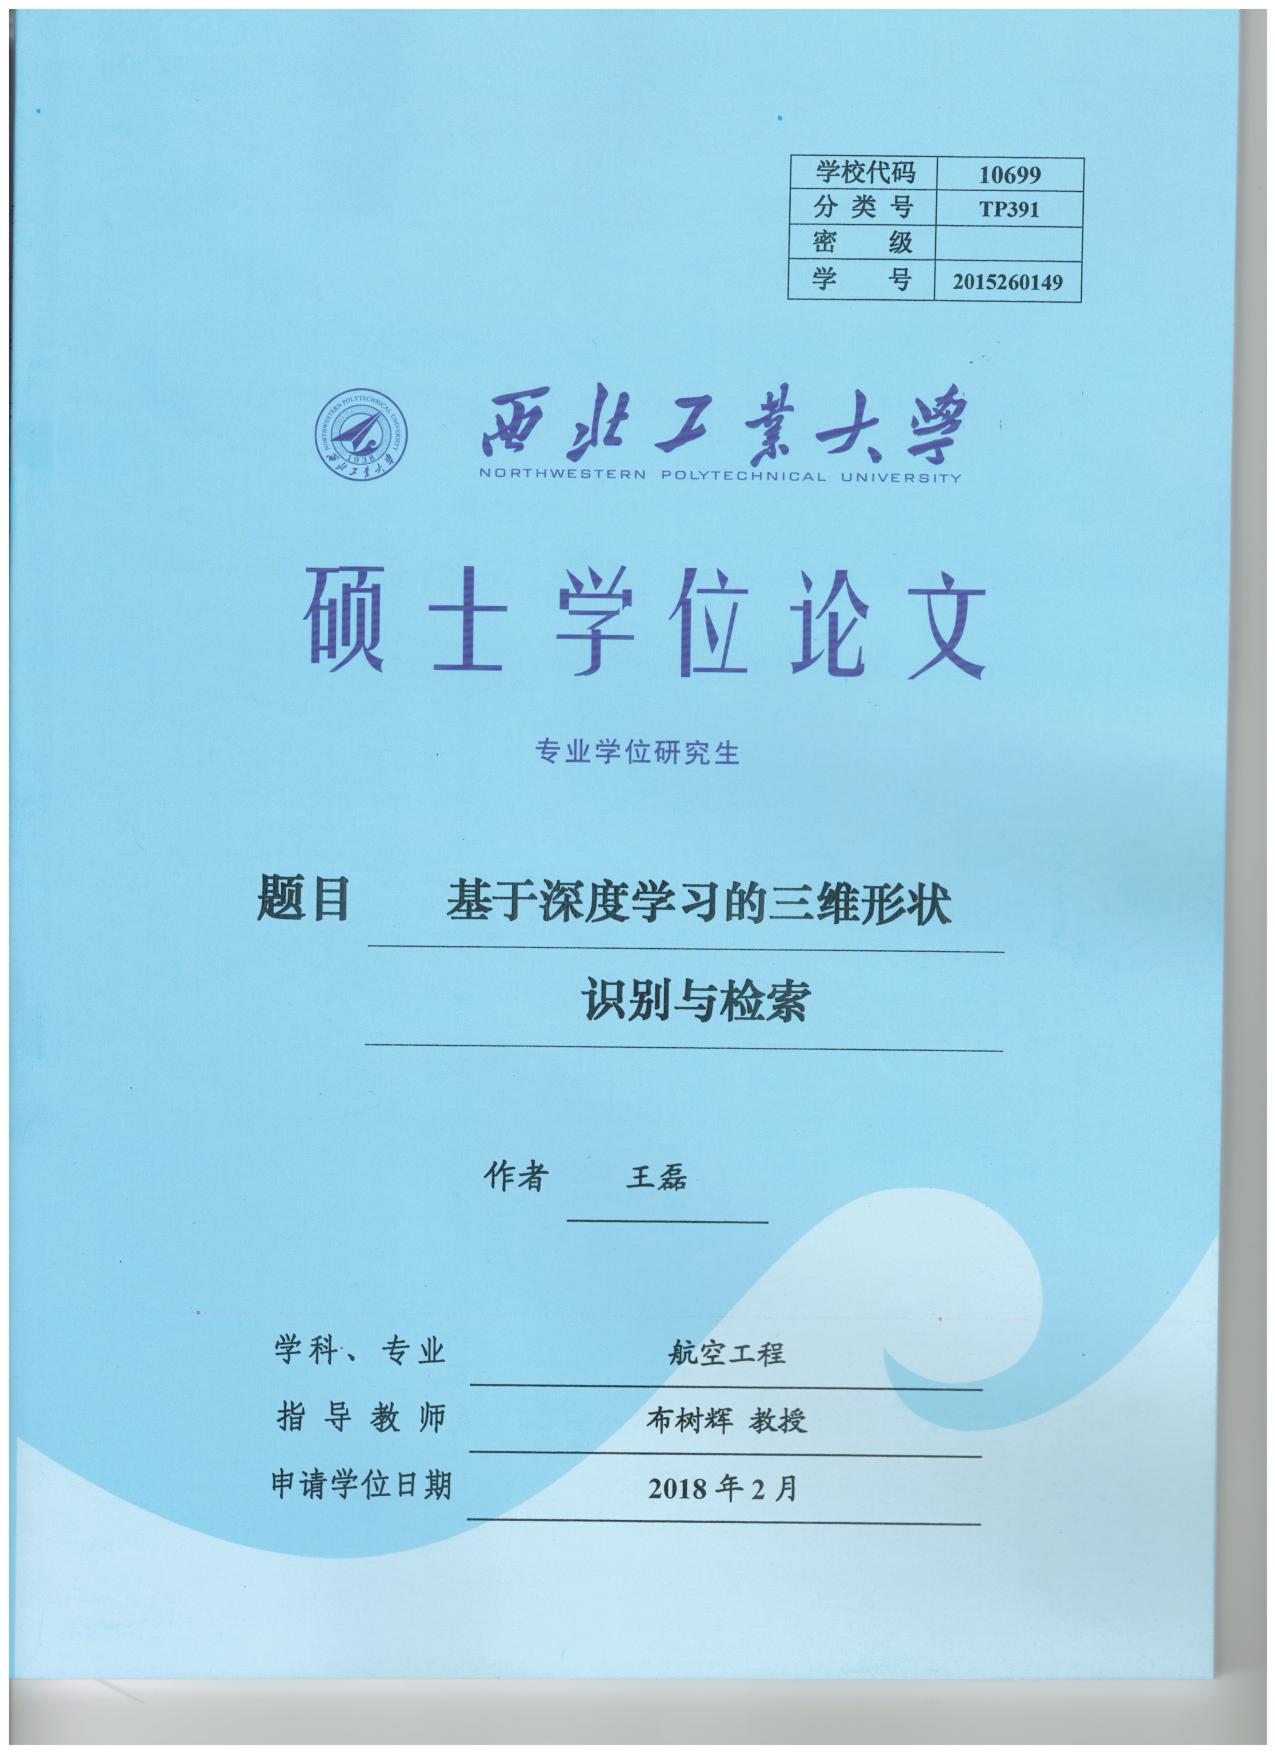 学校代码 10699
分类号 TP391
密 级
学 号 2015260149
NORTHWESTERN POLYTECHNICAL UNIVERSITY
1938
西北工业大学
西北工业大学
NORTHWESTERN POLYTECHNICAL UNIVERSITY
硕士学位论文
专业学位研究生
题目 基于深度学习的三维形状
识别与检索
作者 王磊
学科、专业 航空工程
指导教师 布树辉 教授
申请学位日期 2018年2月